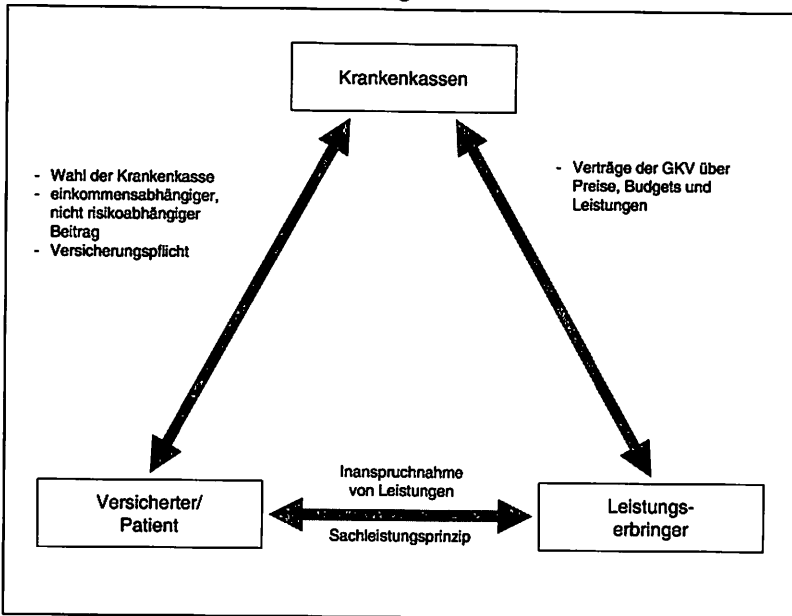 Krankenkassen
- Wahl der Krankenkasse
- einkommensabhängiger,
nicht risikoabhängiger
Beitrag
- Versicherungspflicht
- Verträge der GKV über
Preise, Budgets und
Leistungen
Versicherter/
Patient
Inanspruchnahme
von Leistungen
Sachleistungsprinzip
Leistungs-
erbringer